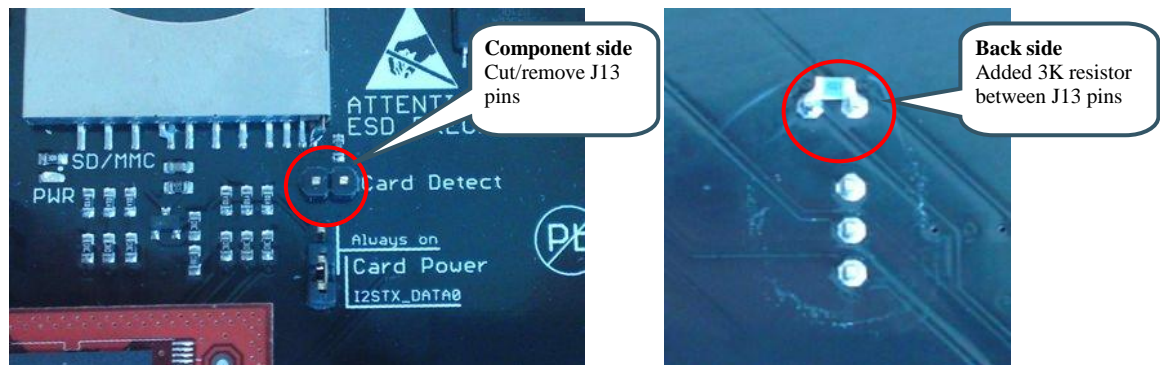 Component side
Cut/remove J13
pins
ATTENTI
ESD
SD/MMC
PWR
Card Detect
Always on
Card Power
I2STX_DATA0
Back side
Added 3K resistor
between J13 pins